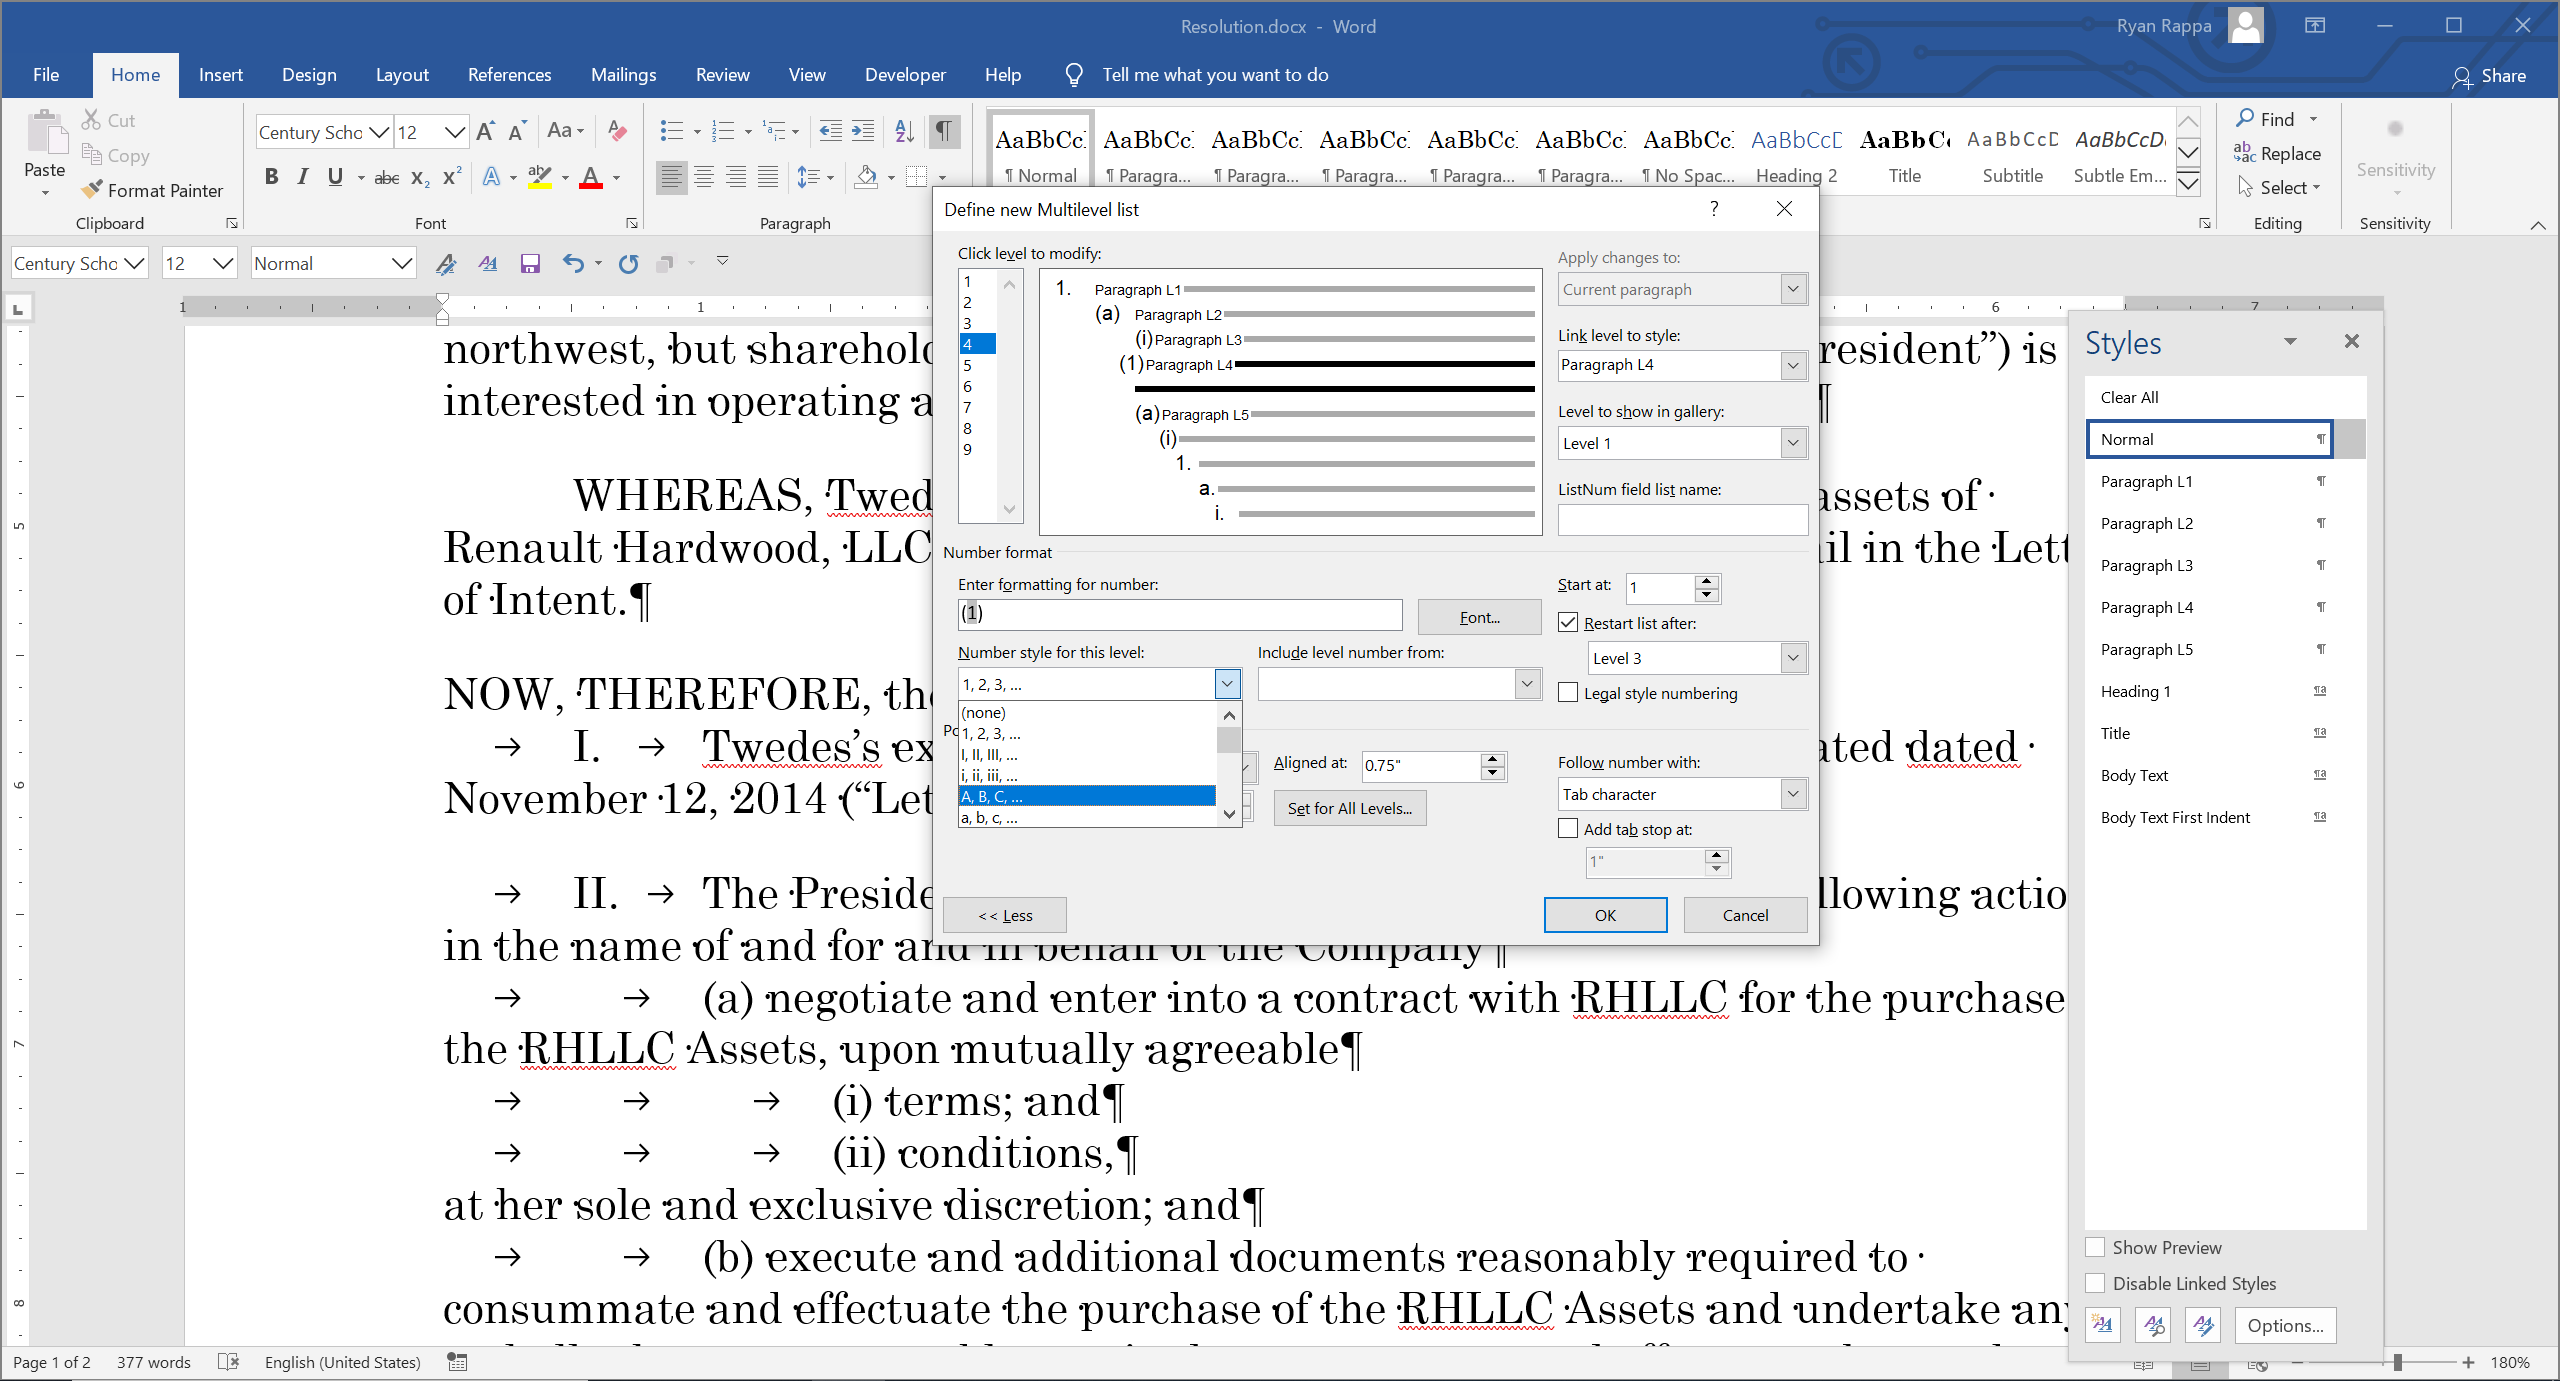 Resolution.docx - Word
Ryan Rappa
File Home Insert Design Layout References Mailings Review View Developer Help Tell me what you want to do Share
Paste
Cut
Copy
Format Painter
Clipboard
Century Scho 12 Aa
B I U abc x₂ x² A ab A
Font
Paragraph
AaBbCc AaBbCc AaBbCc AaBbCc AaBbCc AaBbCc AaBbCc AaBbCcD AaBbC AaBbCcD AaBbCcD
¶ Normal ¶ Paragra... ¶ Paragra... ¶ Paragra... ¶ Paragra... ¶ Paragra... ¶ No Spac... Heading 2 Title Subtitle Subtle Em...
Find
Replace
Select
Editing
Sensitivity
Sensitivity
Century Scho 12 Normal
1 1 6 7
5
6
7
8
northwest, but sharehol
resident”) is
interested in operating a
¶
WHEREAS, Twed
assets of
Renault Hardwood, LLC
il in the Lett
of Intent.¶
NOW, THEREFORE, the
→ I. → Twedes’s ex
ated dated
November 12, 2014 (“Let
→ II. → The Preside
llowing actio
in the name of and for and in behalf of the Company¶
→ → (a) negotiate and enter into a contract with RHLLC for the purchase
the RHLLC Assets, upon mutually agreeable¶
→ → → (i) terms; and¶
→ → → (ii) conditions,¶
at her sole and exclusive discretion; and¶
→ → (b) execute and additional documents reasonably required to
consummate and effectuate the purchase of the RHLLC Assets and undertake any
Define new Multilevel list ?
Click level to modify:
1
2
3
4
5
6
7
8
9
1. Paragraph L1
(a) Paragraph L2
(i) Paragraph L3
(1) Paragraph L4
(a) Paragraph L5
(i)
1.
a.
i.
Apply changes to:
Current paragraph
Link level to style:
Paragraph L4
Level to show in gallery:
Level 1
ListNum field list name:
Number format
Enter formatting for number:
(1)
Font...
Start at: 1
Restart list after:
Level 3
Legal style numbering
Number style for this level:
1, 2, 3, ...
(none)
1, 2, 3, ...
I, II, III, ...
i, ii, iii, ...
A, B, C, ...
a, b, c, ...
Include level number from:
Po
Aligned at: 0.75"
Set for All Levels...
Follow number with:
Tab character
Add tab stop at:
1"
<< Less
OK
Cancel
Styles
Clear All
Normal ¶
Paragraph L1 ¶
Paragraph L2 ¶
Paragraph L3 ¶
Paragraph L4 ¶
Paragraph L5 ¶
Heading 1 ¶a
Title ¶a
Body Text ¶a
Body Text First Indent ¶a
Show Preview
Disable Linked Styles
Options...
Page 1 of 2 377 words English (United States) 180%